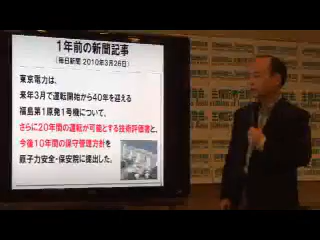 1年前の新聞記事
(毎日新聞 2010年3月26日)
東京電力は、
来年3月で運転開始から40年を迎える
福島第1原発1号機について、
さらに20年間の運転が可能とする技術評価書と、
今後10年間の保守管理方針を
原子力安全・保安院に提出した。